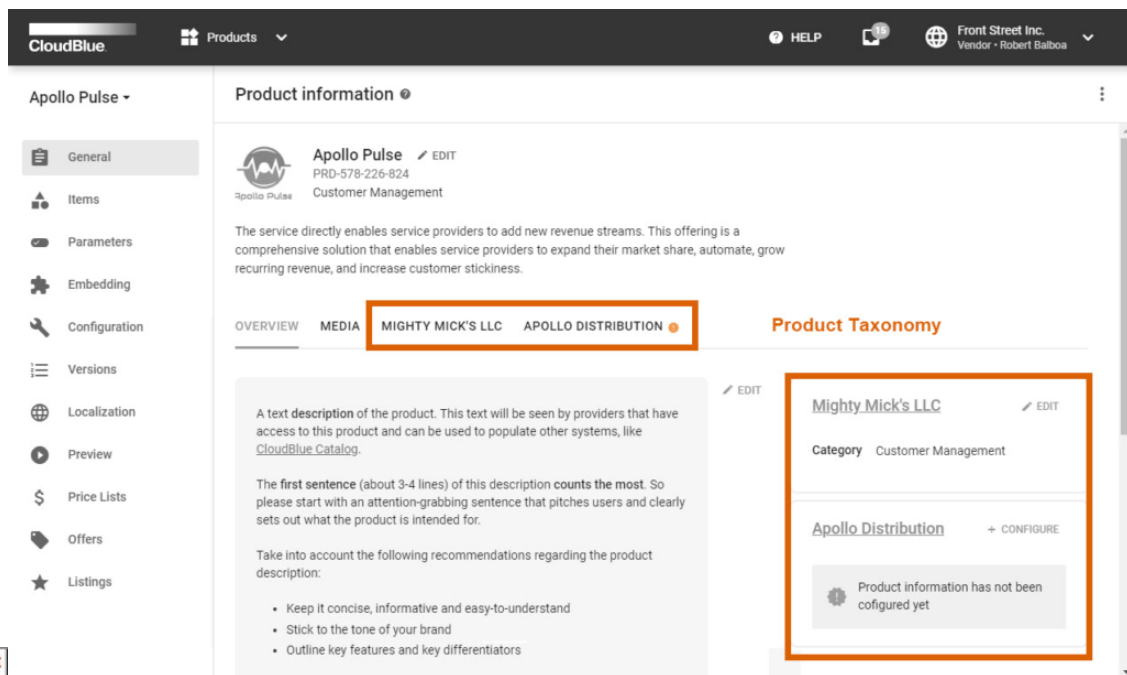 CloudBlue.
Products
HELP
15
Front Street Inc.
Vendor • Robert Balboa
Apollo Pulse
Product information
General
Items
Parameters
Embedding
Configuration
Versions
Localization
Preview
Price Lists
Offers
Listings
Apollo Pulse
Apollo Pulse EDIT
PRD-578-226-824
Customer Management
The service directly enables service providers to add new revenue streams. This offering is a
comprehensive solution that enables service providers to expand their market share, automate, grow
recurring revenue, and increase customer stickiness.
OVERVIEW MEDIA MIGHTY MICK'S LLC APOLLO DISTRIBUTION
Product Taxonomy
EDIT
A text description of the product. This text will be seen by providers that have
access to this product and can be used to populate other systems, like
CloudBlue Catalog.
The first sentence (about 3-4 lines) of this description counts the most. So
please start with an attention-grabbing sentence that pitches users and clearly
sets out what the product is intended for.
Take into account the following recommendations regarding the product
description:
• Keep it concise, informative and easy-to-understand
• Stick to the tone of your brand
• Outline key features and key differentiators
Mighty Mick's LLC EDIT
Category Customer Management
Apollo Distribution + CONFIGURE
Product information has not been
cofigured yet